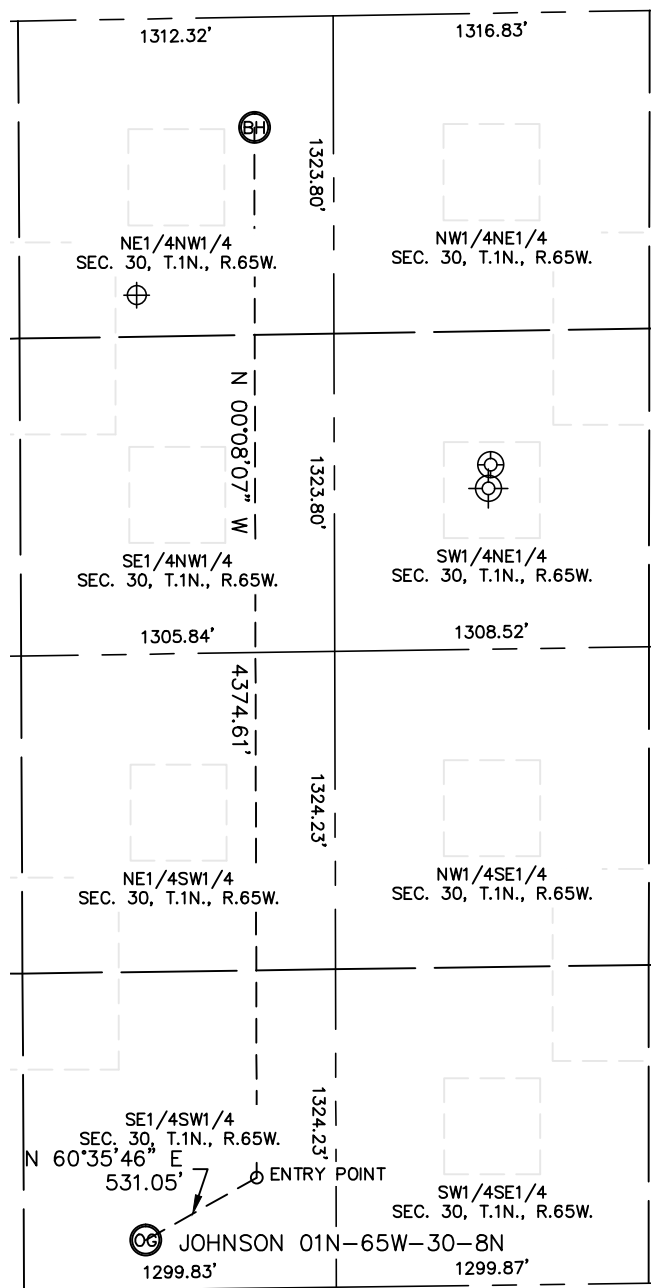 1312.32'
1316.83'
BH
1323.80'
NE1/4NW1/4
SEC. 30, T.1N., R.65W.
NW1/4NE1/4
SEC. 30, T.1N., R.65W.
N 00°08'07" W
1323.80'
SE1/4NW1/4
SEC. 30, T.1N., R.65W.
SW1/4NE1/4
SEC. 30, T.1N., R.65W.
1305.84'
1308.52'
4374.61'
1324.23'
NE1/4SW1/4
SEC. 30, T.1N., R.65W.
NW1/4SE1/4
SEC. 30, T.1N., R.65W.
1324.23'
SE1/4SW1/4
SEC. 30, T.1N., R.65W.
N 60°35'46" E
531.05'
ENTRY POINT
SW1/4SE1/4
SEC. 30, T.1N., R.65W.
OG
JOHNSON 01N-65W-30-8N
1299.83'
1299.87'